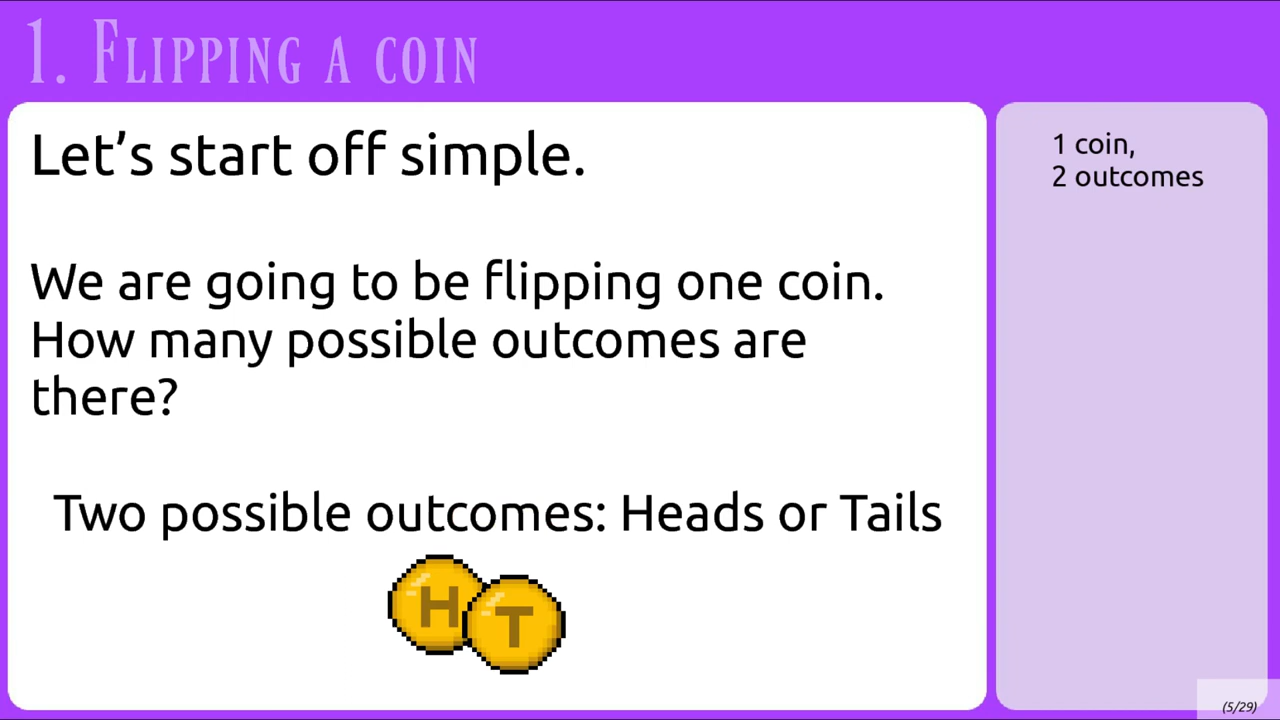 1. Flipping a coin
Let’s start off simple.
We are going to be flipping one coin.
How many possible outcomes are
there?
Two possible outcomes: Heads or Tails
H T
1 coin,
2 outcomes
(5/29)